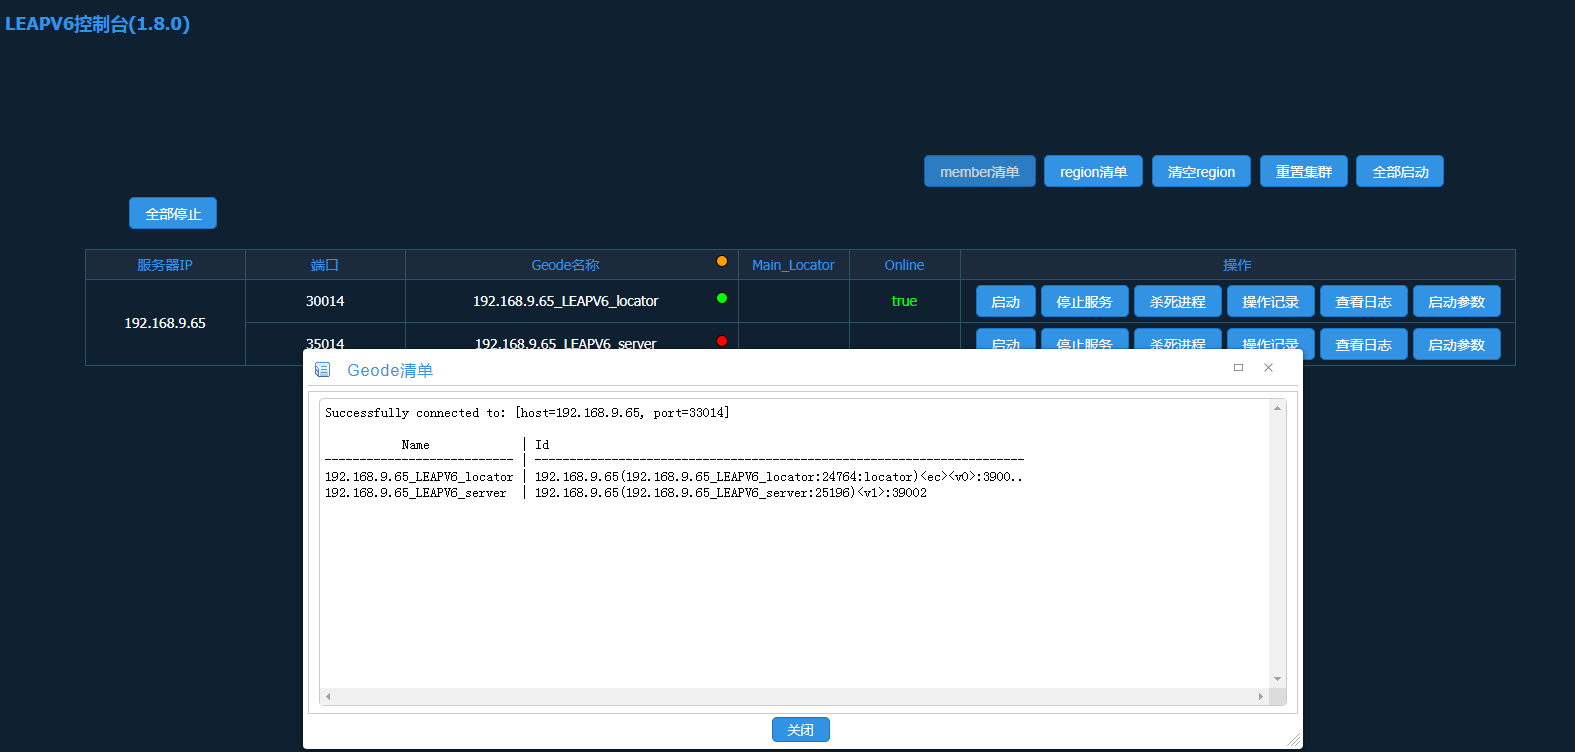 LEAPV6控制台(1.8.0)
member清单 region清单 清空region 重置集群 全部启动
全部停止
服务器IP 端口 Geode名称 Main_Locator Online 操作
192.168.9.65 30014 192.168.9.65_LEAPV6_locator true 启动 停止服务 杀死进程 操作记录 查看日志 启动参数
35014 192.168.9.65_LEAPV6_server 启动 停止服务 杀死进程 操作记录 查看日志 启动参数
Geode清单
Successfully connected to: [host=192.168.9.65, port=33014]
Name | Id
--------------------------- | ----------------------------------------------------------------------
192.168.9.65_LEAPV6_locator | 192.168.9.65(192.168.9.65_LEAPV6_locator:24764:locator)<ec><v0>:3900..
192.168.9.65_LEAPV6_server | 192.168.9.65(192.168.9.65_LEAPV6_server:25196)<v1>:39002
关闭